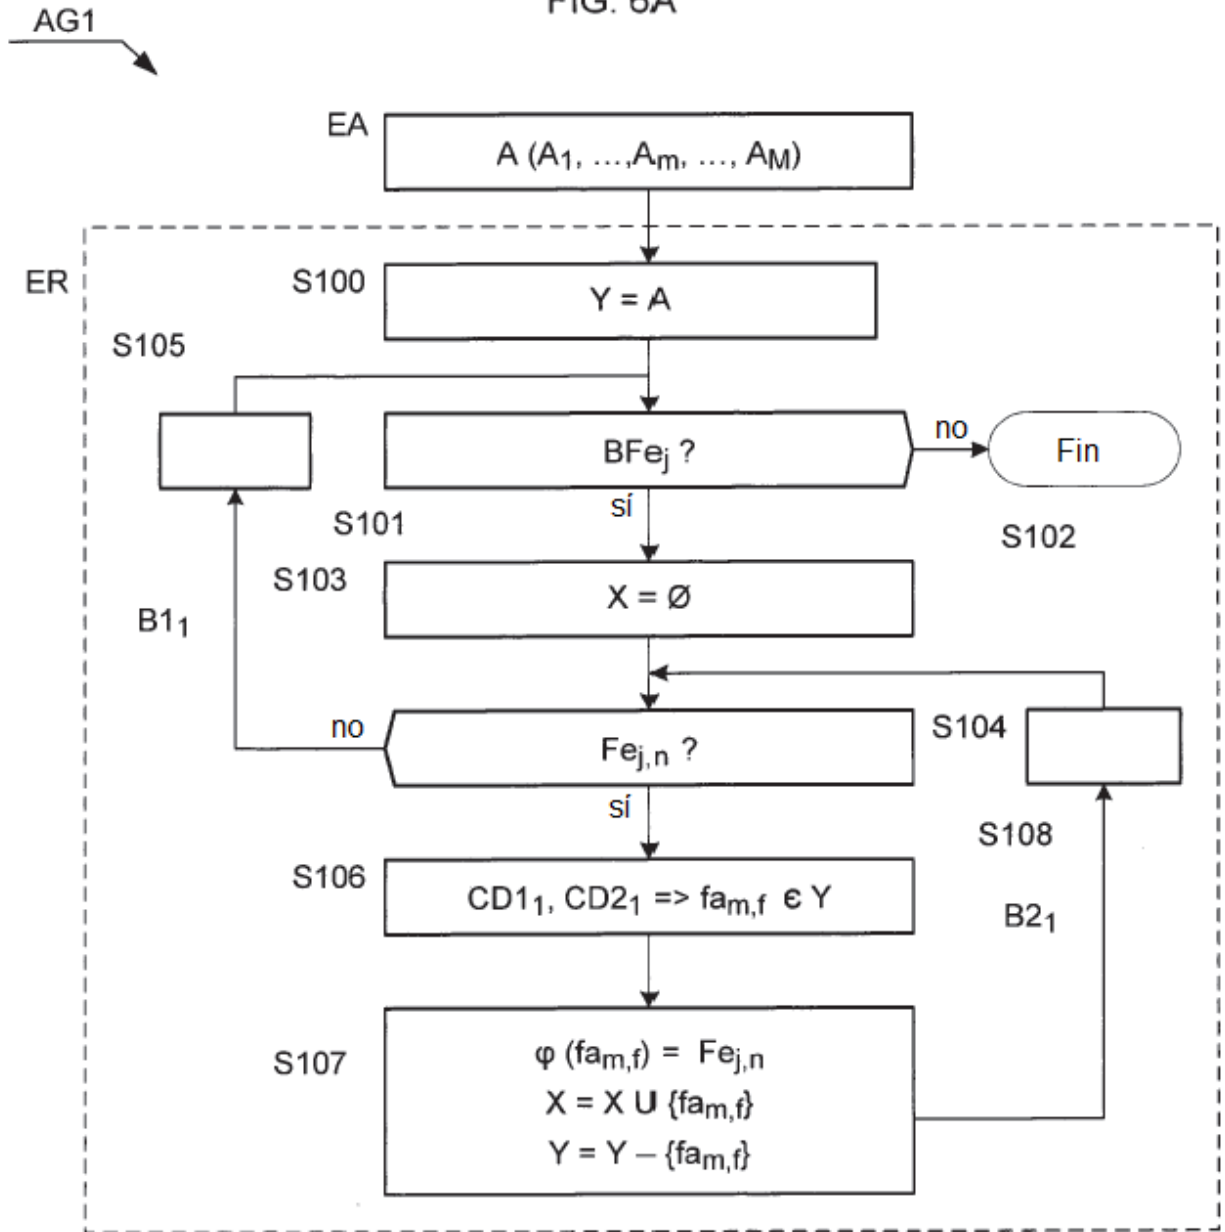 FIG. 6A
AG1
EA
A (A1, ...,Am, ..., AM)
ER
S100
Y = A
S105
BFej ?
no
Fin
sí
S101
S102
S103
X = Ø
B11
no
Fej,n ?
S104
sí
S108
S106
CD11, CD21 => fam,f ∈ Y
B21
S107
φ (fam,f) = Fej,n
X = X U {fam,f}
Y = Y – {fam,f}